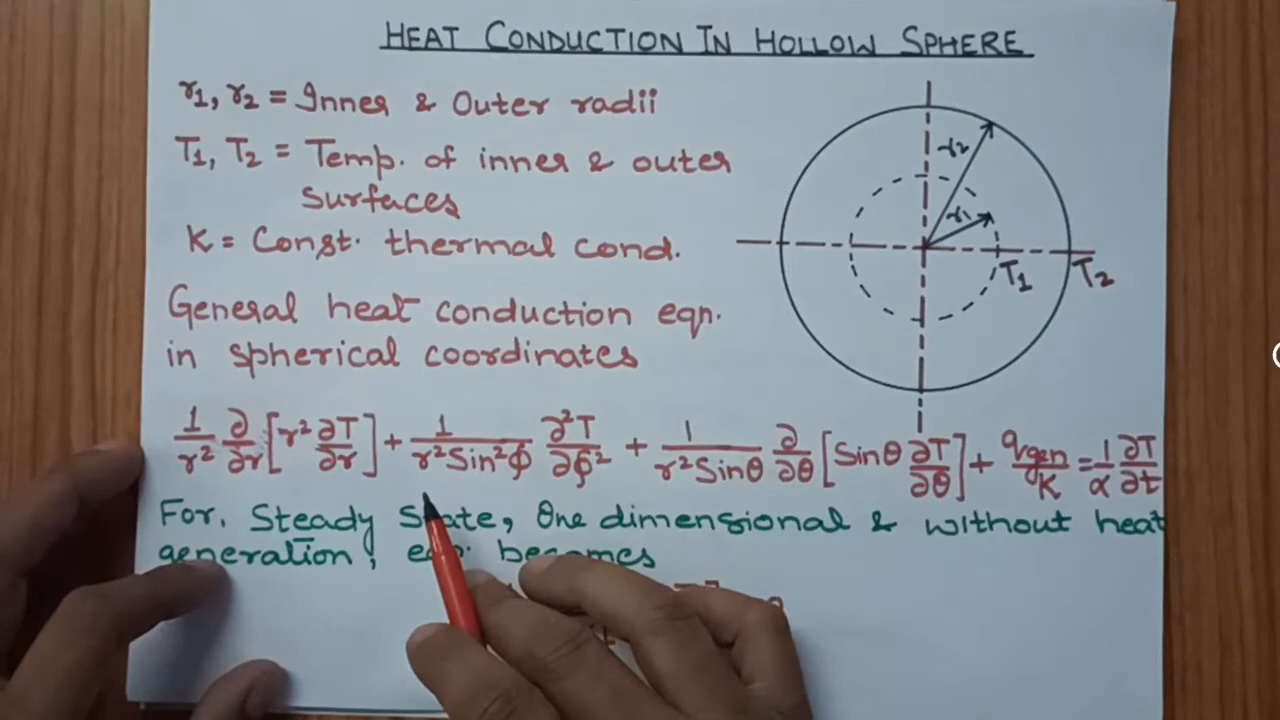 HEAT CONDUCTION IN HOLLOW SPHERE
r1, r2 = Inner & Outer radii
T1, T2 = Temp. of inner & outer
surfaces
K = Const. thermal cond.
General heat conduction eqn.
in spherical coordinates
1/r² ∂/∂r [r² ∂T/∂r] + 1/(r² Sin²φ) ∂²T/∂φ² + 1/(r² Sinθ) ∂/∂θ [Sinθ ∂T/∂θ] + qgen/K = 1/α ∂T/∂t
For, Steady State, One dimensional & without heat
generation, becomes
r2
r1
T1
T2